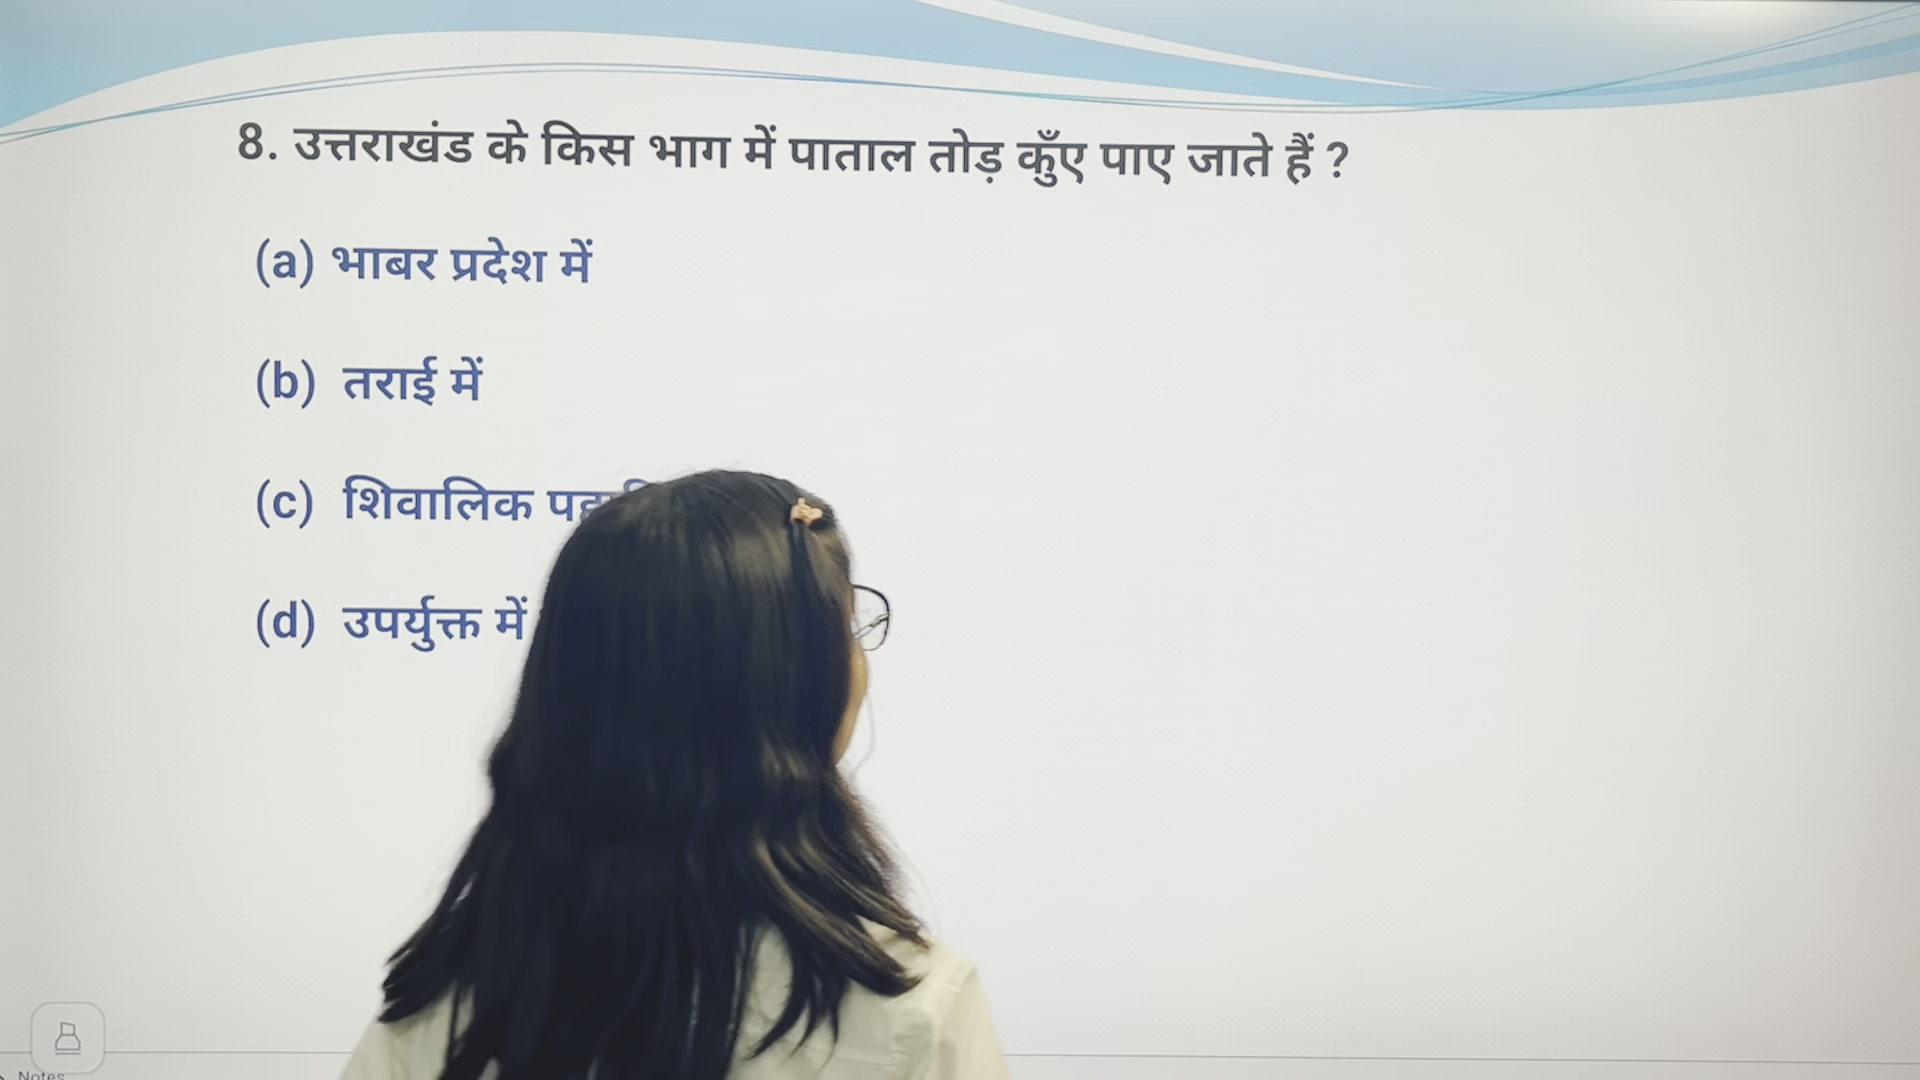 8. उत्तराखंड के किस भाग में पाताल तोड़ कुँए पाए जाते हैं ?
(a) भाबर प्रदेश में
(b) तराई में
(c) शिवालिक
(d) उपर्युक्त में
Notes